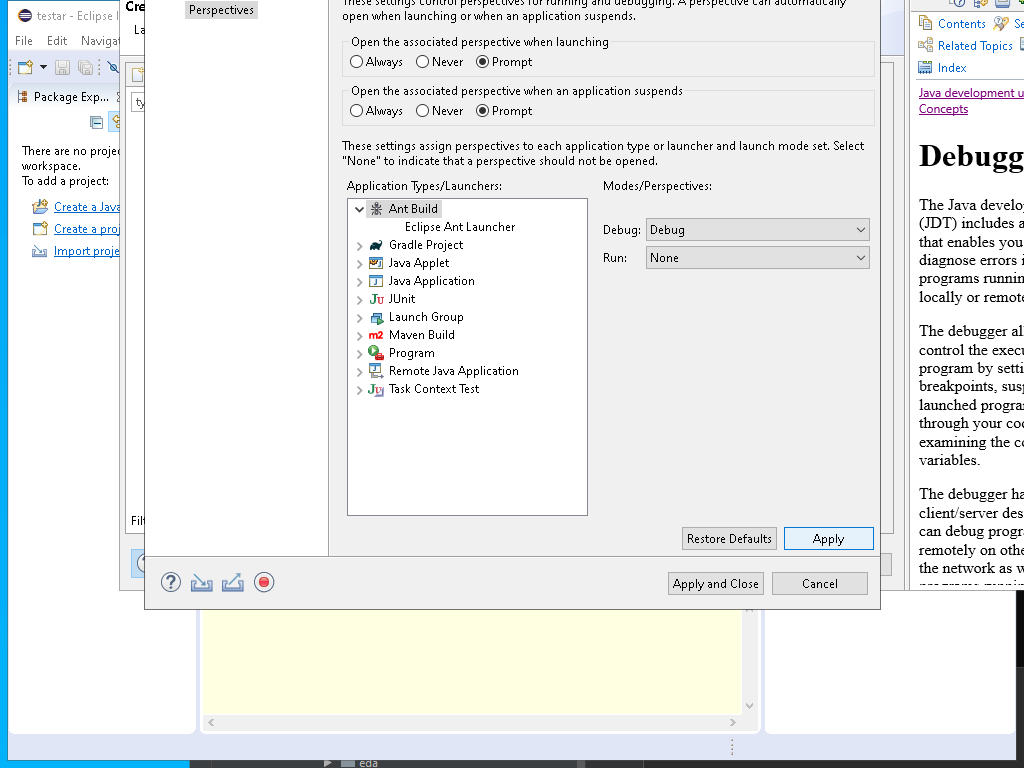 testar - Eclipse I
File Edit Naviga
Package Exp...
There are no proje
workspace.
To add a project:
Create a Java
Create a proj
Import proje
Cre
La
ty
Filt
Perspectives
These settings control perspectives for running and debugging. A perspective can automatically
open when launching or when an application suspends.
Open the associated perspective when launching
Always Never Prompt
Open the associated perspective when an application suspends
Always Never Prompt
These settings assign perspectives to each application type or launcher and launch mode set. Select
"None" to indicate that a perspective should not be opened.
Application Types/Launchers:
Modes/Perspectives:
Ant Build
Eclipse Ant Launcher
Gradle Project
Java Applet
Java Application
JUnit
Launch Group
Maven Build
Program
Remote Java Application
Task Context Test
Debug: Debug
Run: None
Restore Defaults Apply
Apply and Close Cancel
Contents Se
Related Topics
Index
Java development u
Concepts
Debugg
The Java develop
(JDT) includes a
that enables you
diagnose errors i
programs runnin
locally or remote
The debugger all
control the execu
program by setti
breakpoints, susp
launched program
through your cod
examining the co
variables.
The debugger ha
client/server des
can debug progra
remotely on othe
the network as w
programs runnin
eda